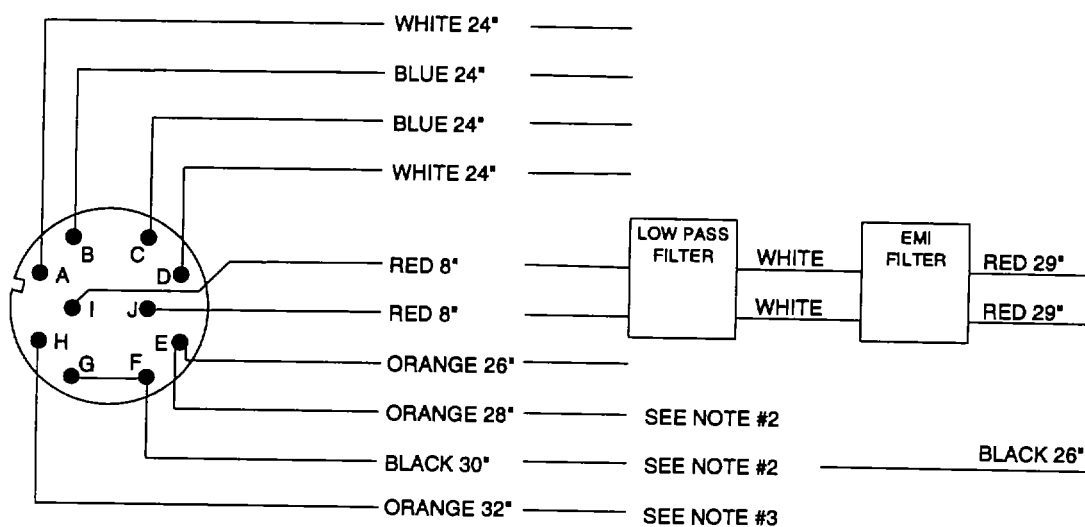 WHITE 24"
BLUE 24"
BLUE 24"
WHITE 24"
B C
A D
I J
H E
G F
RED 8"
LOW PASS
FILTER
WHITE
EMI
FILTER
RED 29"
RED 8"
WHITE
RED 29"
ORANGE 26"
ORANGE 28" SEE NOTE #2
BLACK 30" SEE NOTE #2 BLACK 26"
ORANGE 32" SEE NOTE #3